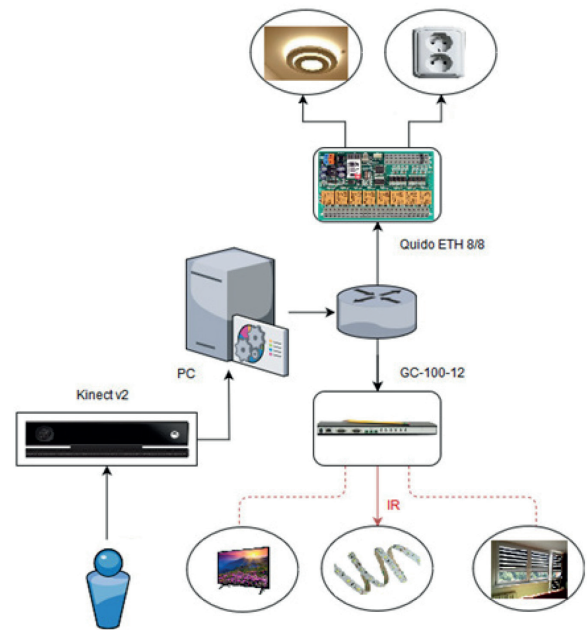 Quido ETH 8/8
PC
GC-100-12
Kinect v2
IR